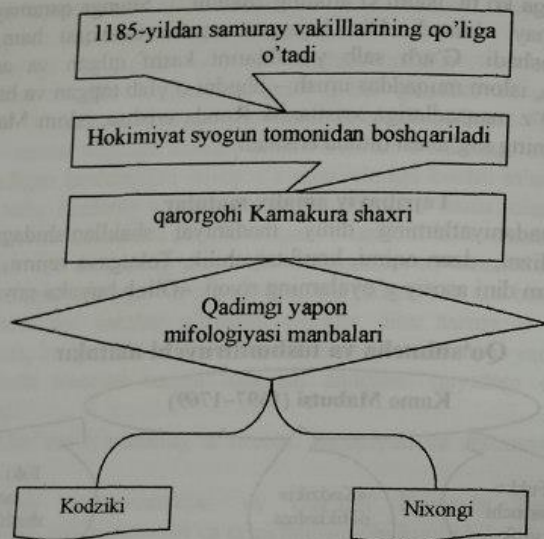 1185-yildan samuray vakilllarining qo'liga
o'tadi
Hokimiyat syogun tomonidan boshqariladi
qarorgohi Kamakura shaxri
Qadimgi yapon
mifologiyasi manbalari
Kodziki
Nixongi